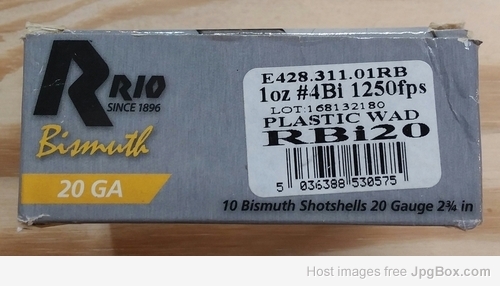 R RIO
SINCE 1896
Bismuth
20 GA
E428.311.01RB
1oz #4Bi 1250fps
LOT:168132180
PLASTIC WAD
RBi20
5 036388 530575
10 Bismuth Shotshells 20 Gauge 2¾ in
Host images free JpgBox.com